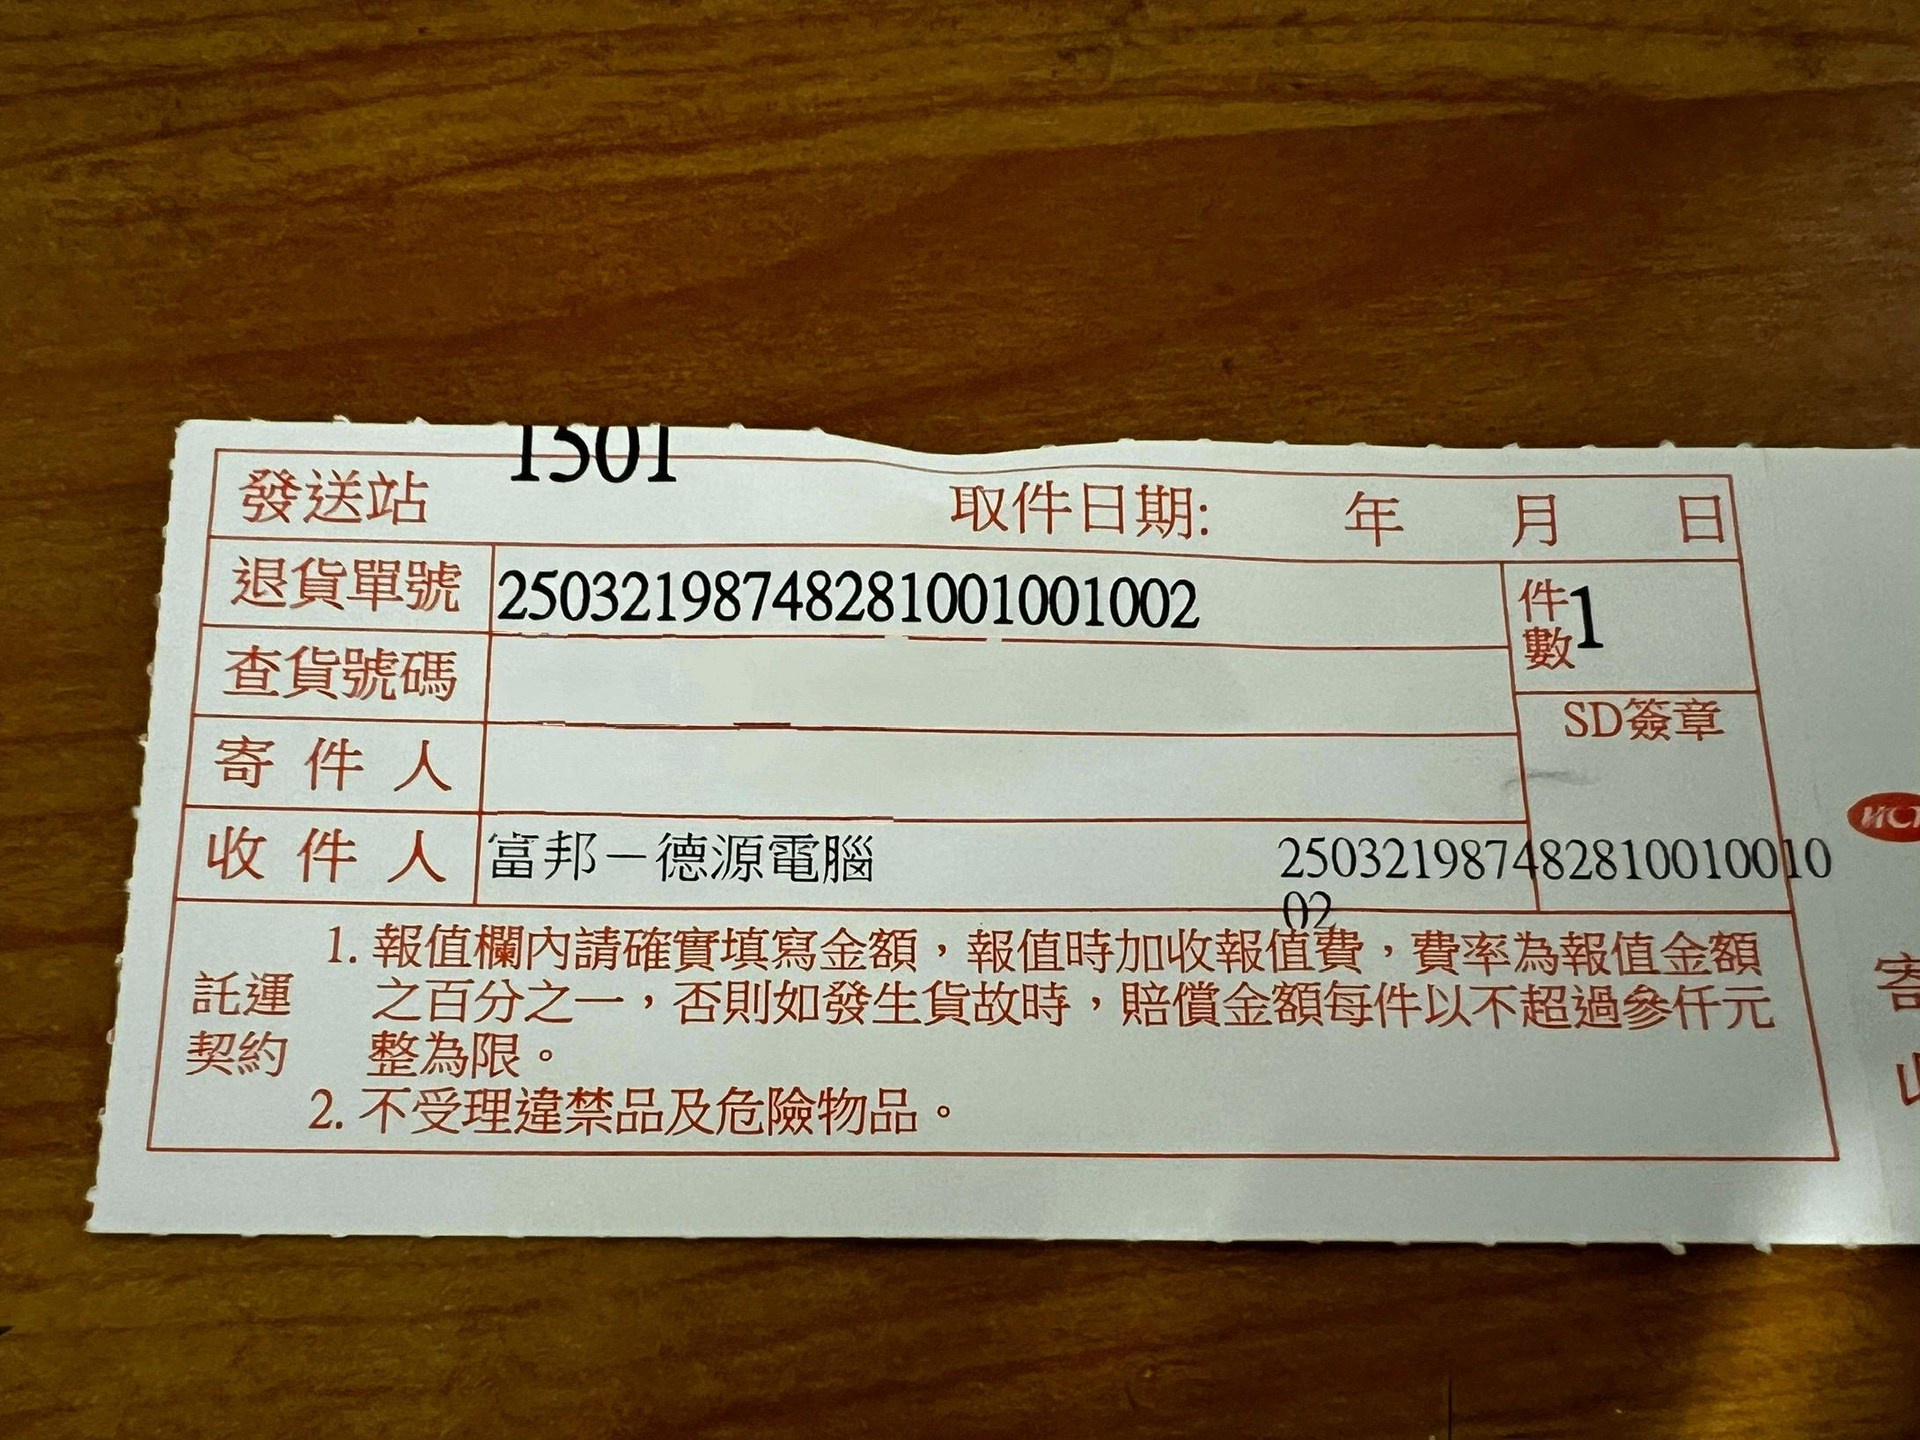 1501
發送站 取件日期: 年 月 日
退貨單號 25032198748281001001002 件數 1
查貨號碼
SD簽章
寄件人
HCT
收件人 富邦－德源電腦 250321987482810010010
02
託運契約
1. 報值欄內請確實填寫金額，報值時加收報值費，費率為報值金額
之百分之一，否則如發生貨故時，賠償金額每件以不超過參仟元
整為限。
2. 不受理違禁品及危險物品。
寄